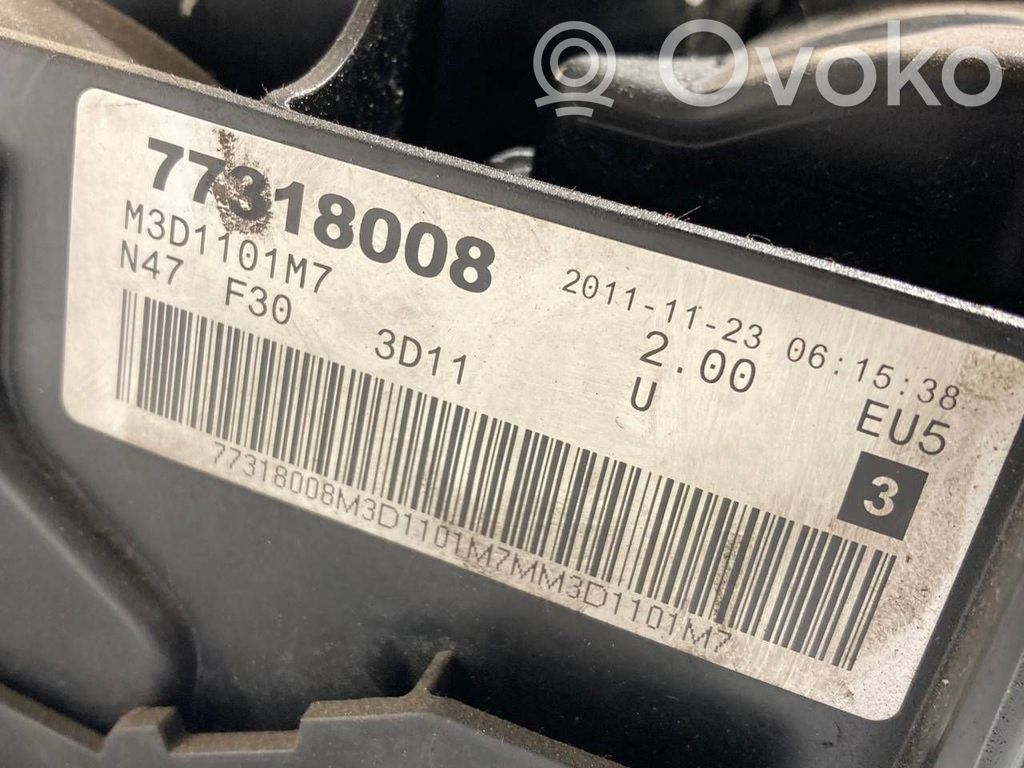 Ovoko
77318008
M3D1101M7
2011-11-23 06:15:38
N47 F30 3D11 2.00 EU5
U
3
77318008M3D1101M7MM3D1101M7